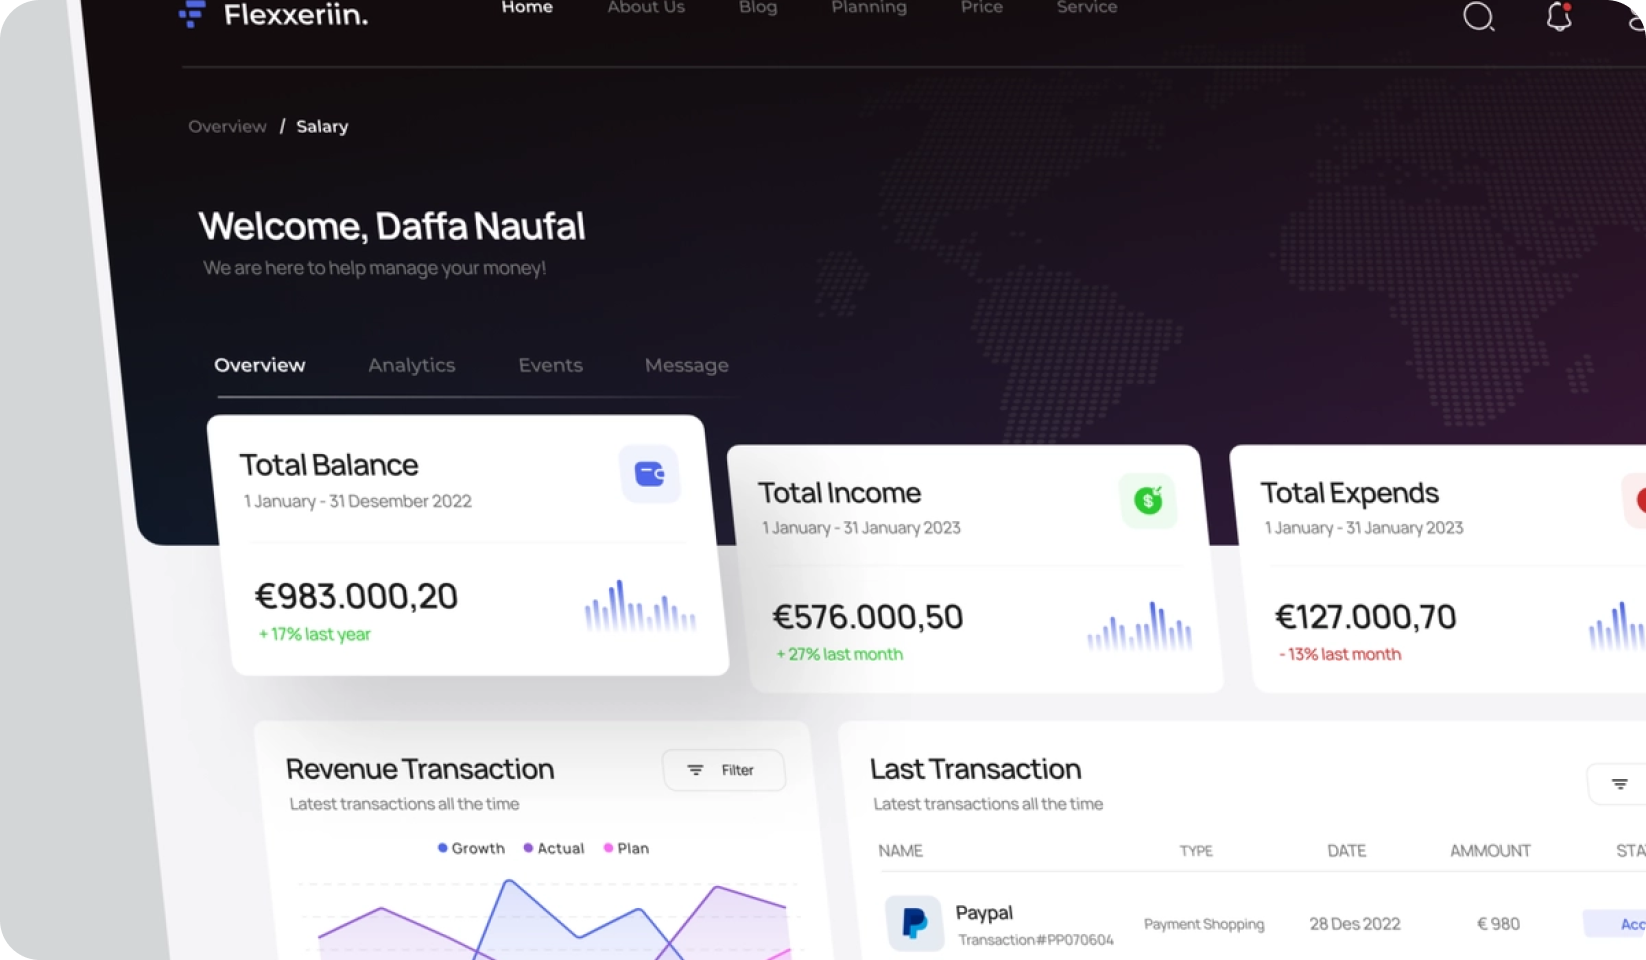 Flexxeriin.
Home About Us Blog Planning Price Service
Overview / Salary
Welcome, Daffa Naufal
We are here to help manage your money!
Overview Analytics Events Message
Total Balance
1 January - 31 Desember 2022
€983.000,20
+ 17% last year
Total Income
1 January - 31 January 2023
€576.000,50
+ 27% last month
Total Expends
1 January - 31 January 2023
€127.000,70
- 13% last month
Revenue Transaction
Filter
Latest transactions all the time
Growth Actual Plan
Last Transaction
Latest transactions all the time
NAME TYPE DATE AMMOUNT
Paypal
Transaction#PP070604
Payment Shopping 28 Des 2022 € 980